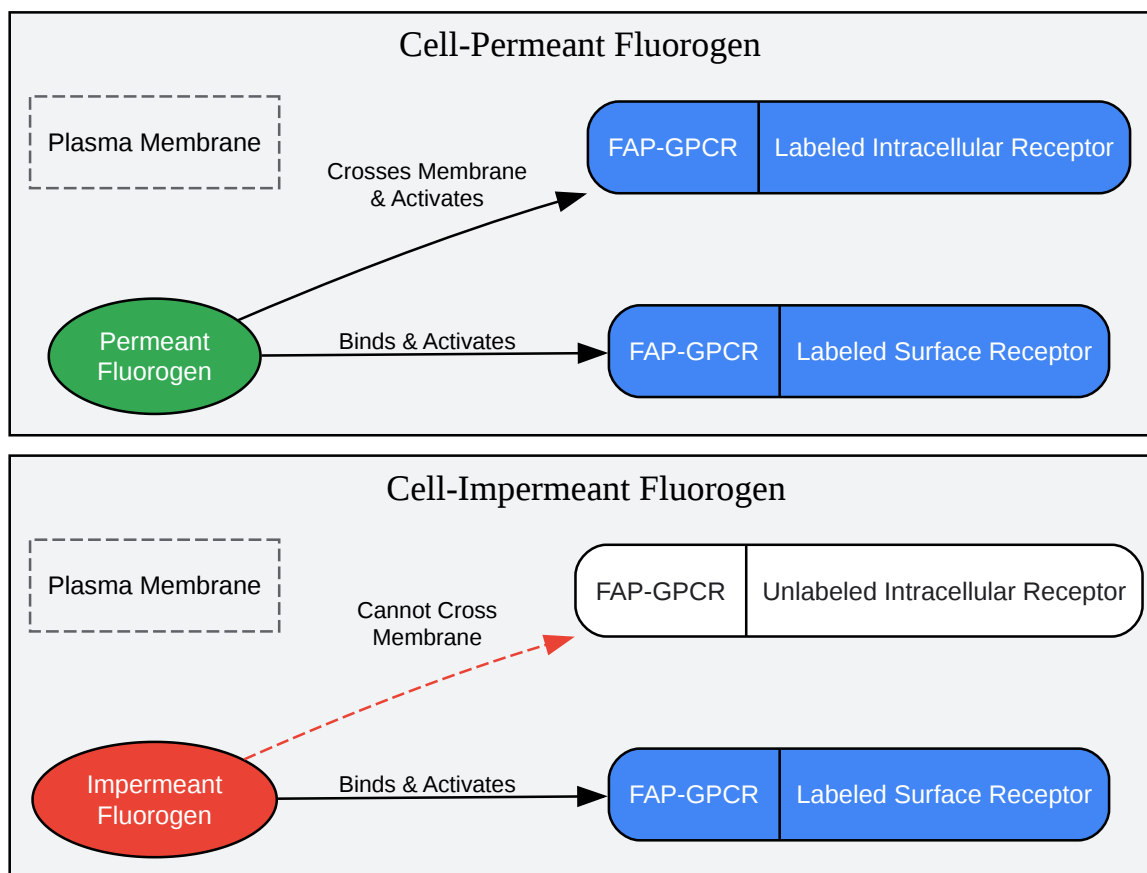 Cell-Permeant Fluorogen
Plasma Membrane
FAP-GPCR
Labeled Intracellular Receptor
Crosses Membrane
& Activates
Permeant
Fluorogen
Binds & Activates
FAP-GPCR
Labeled Surface Receptor
Cell-Impermeant Fluorogen
Plasma Membrane
FAP-GPCR
Unlabeled Intracellular Receptor
Cannot Cross
Membrane
Impermeant
Fluorogen
Binds & Activates
FAP-GPCR
Labeled Surface Receptor